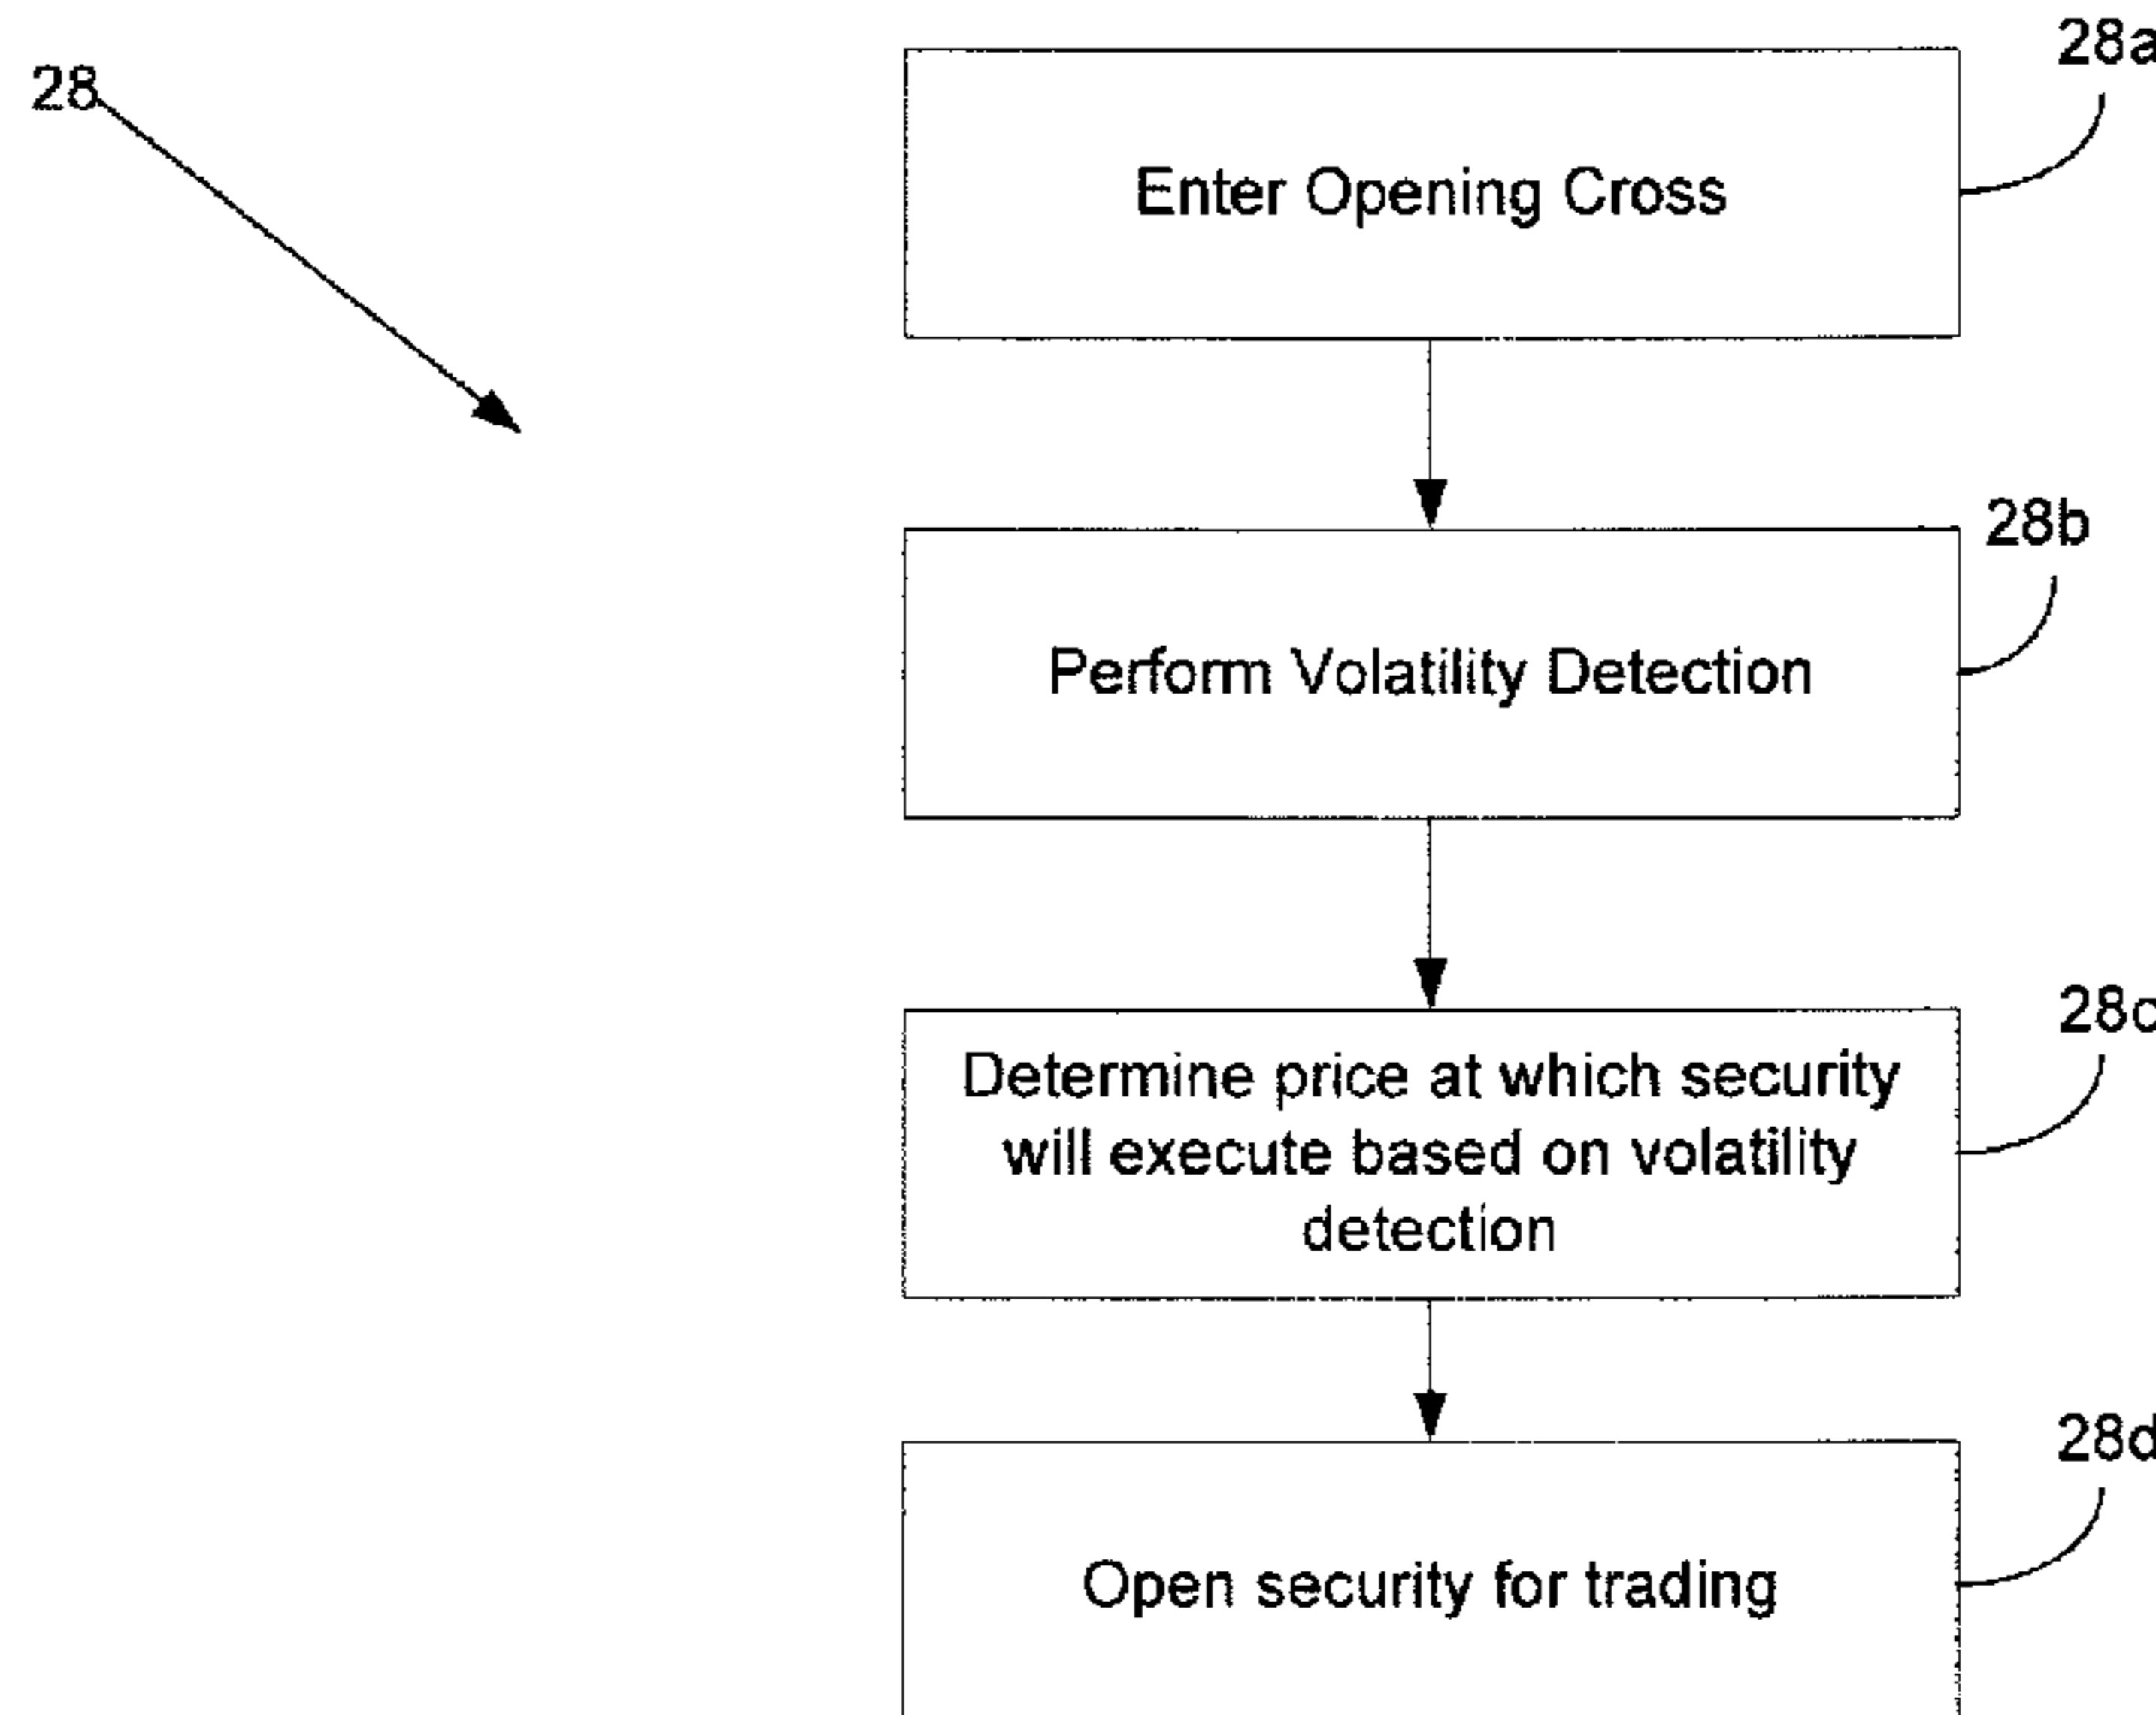 28
28a
Enter Opening Cross
28b
Perform Volatility Detection
28c
Determine price at which security
will execute based on volatility
detection
28d
Open security for trading